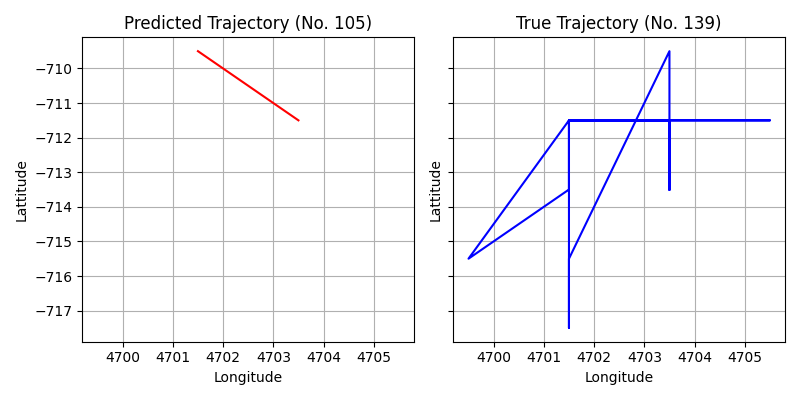 Predicted Trajectory (No. 105)
True Trajectory (No. 139)
Lattitude
−710
−711
−712
−713
−714
−715
−716
−717
4700 4701 4702 4703 4704 4705
Longitude
Lattitude
4700 4701 4702 4703 4704 4705
Longitude